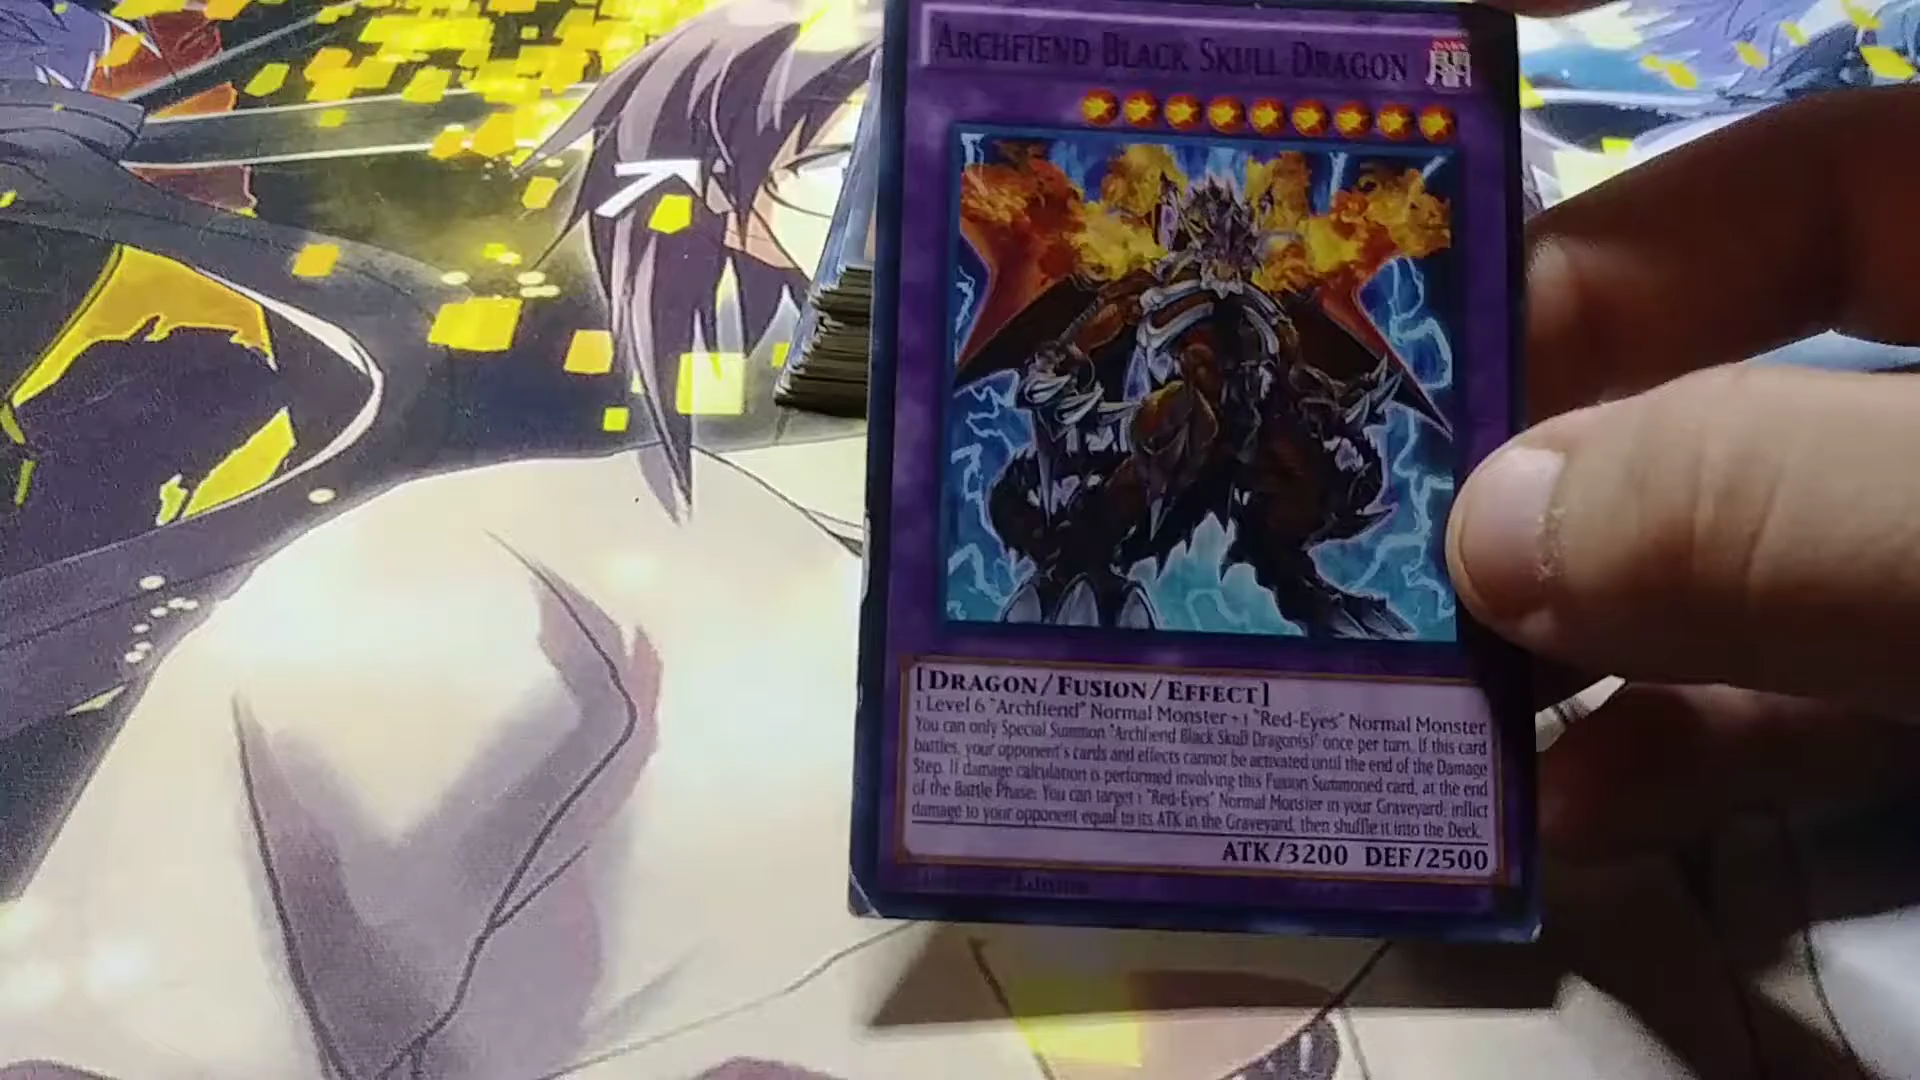 ARCHFIEND BLACK SKULL DRAGON
[DRAGON/FUSION/EFFECT]
1 Level 6 "Archfiend" Normal Monster + 1 "Red-Eyes" Normal Monster
You can only Special Summon "Archfiend Black Skull Dragon(s)" once per turn. If this card
battles, your opponent's cards and effects cannot be activated until the end of the Damage
Step. If damage calculation is performed involving this Fusion Summoned card, at the end
of the Battle Phase: You can target 1 "Red-Eyes" Normal Monster in your Graveyard; inflict
damage to your opponent equal to its ATK in the Graveyard, then shuffle it into the Deck.
ATK/3200 DEF/2500